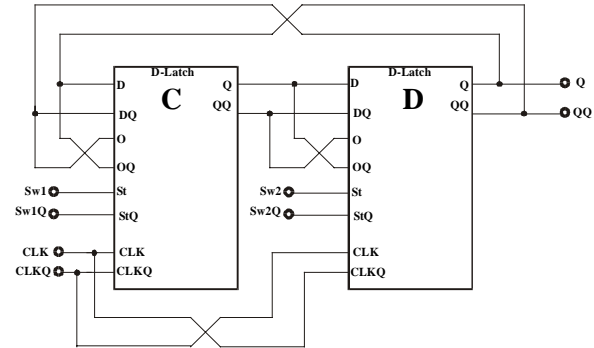 D-Latch
C
D
DQ
O
OQ
St
StQ
CLK
CLKQ
Q
QQ
Sw1
Sw1Q
CLK
CLKQ
D-Latch
D
D
DQ
O
OQ
St
StQ
CLK
CLKQ
Q
QQ
Sw2
Sw2Q
Q
QQ